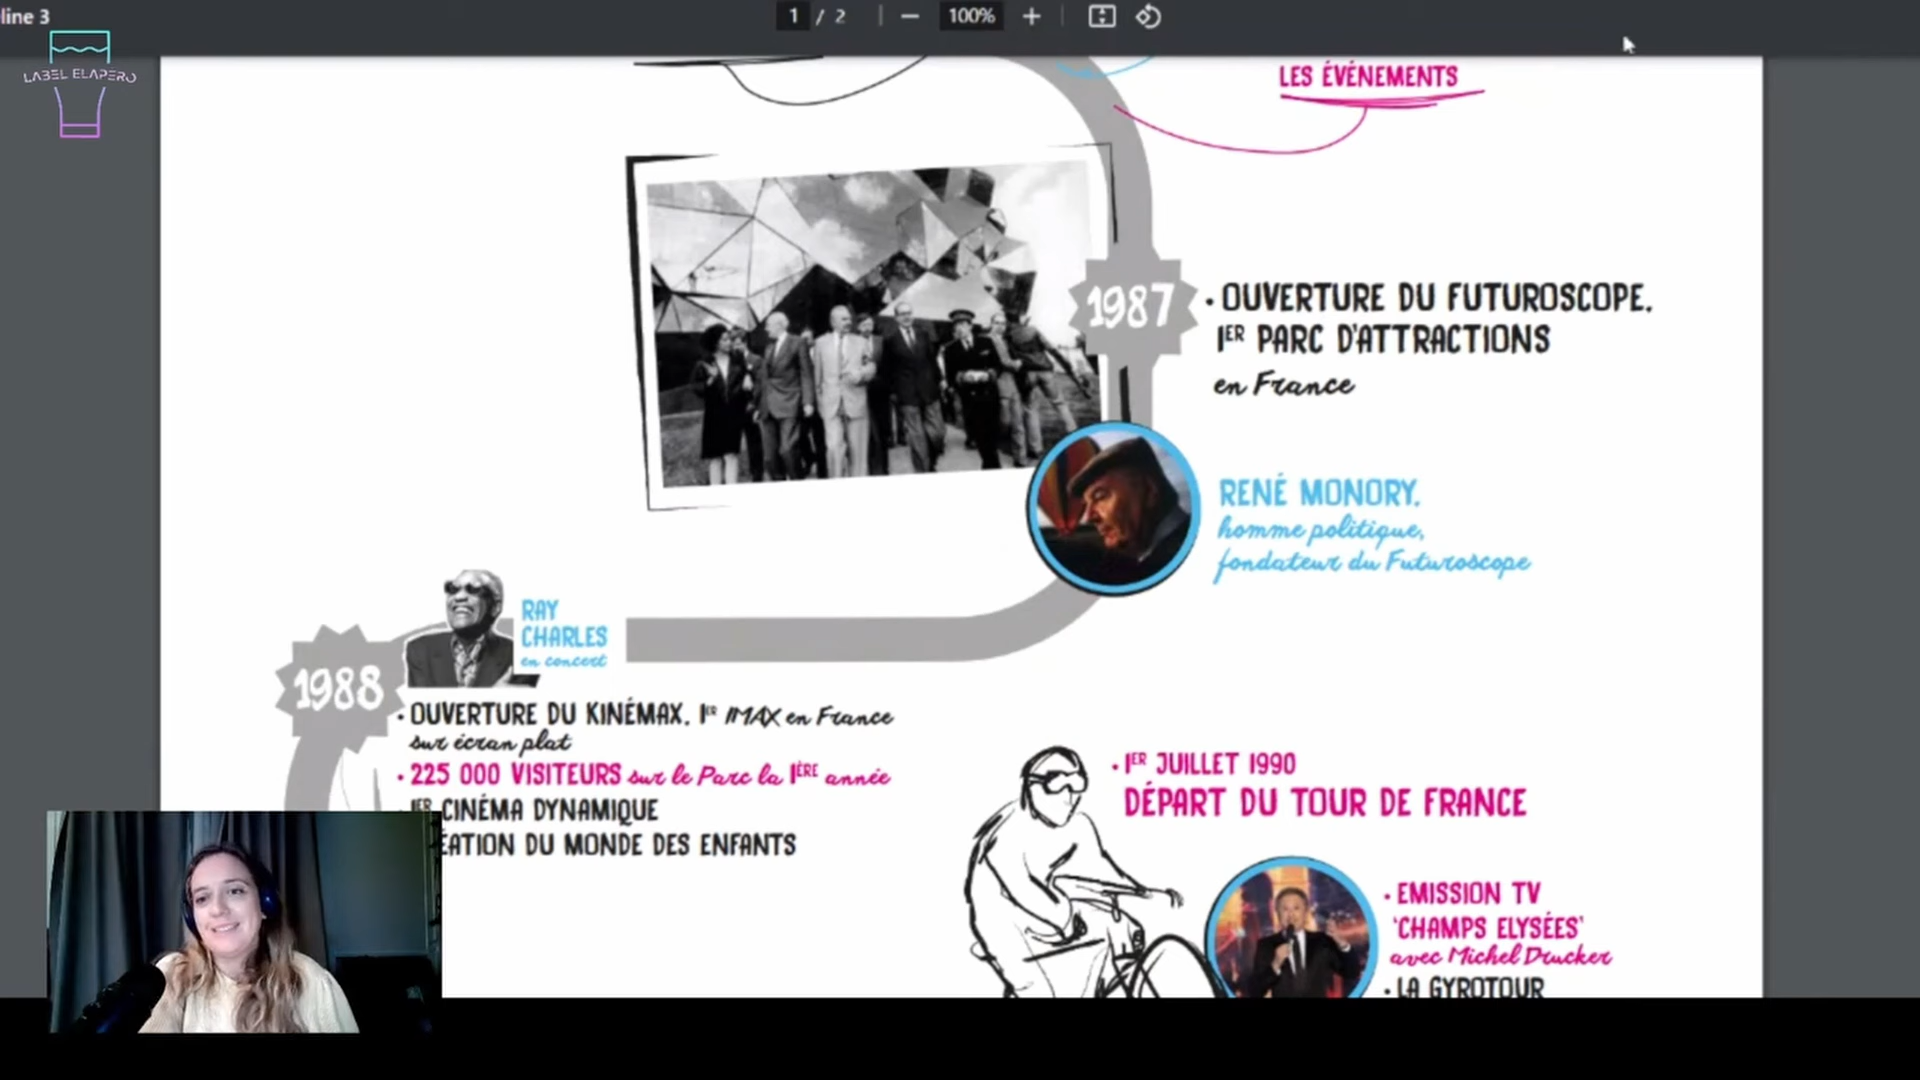 line 3
1 / 2
100%
LABEL ELAPERO
LES ÉVÉNEMENTS
1987
• OUVERTURE DU FUTUROSCOPE,
1ER PARC D'ATTRACTIONS
en France
RENÉ MONORY,
homme politique,
fondateur du Futuroscope
RAY
CHARLES
en concert
1988
• OUVERTURE DU KINÉMAX, 1er IMAX en France
sur écran plat
• 225 000 VISITEURS sur le Parc la 1ÈRE année
1ER CINÉMA DYNAMIQUE
ÉATION DU MONDE DES ENFANTS
• 1ER JUILLET 1990
DÉPART DU TOUR DE FRANCE
• EMISSION TV
'CHAMPS ELYSÉES'
avec Michel Drucker
• LA GYROTOUR